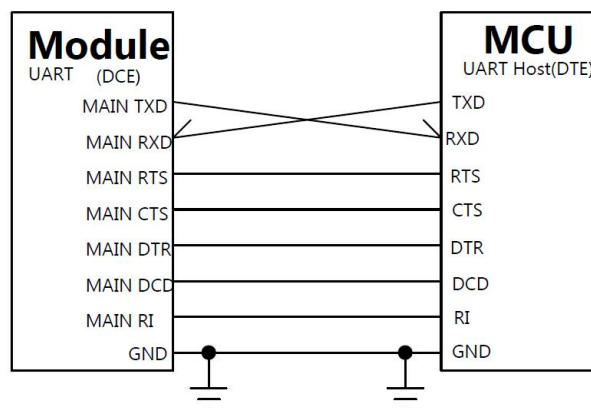 Module
UART (DCE)
MAIN TXD
MAIN RXD
MAIN RTS
MAIN CTS
MAIN DTR
MAIN DCD
MAIN RI
GND
MCU
UART Host(DTE)
TXD
RXD
RTS
CTS
DTR
DCD
RI
GND